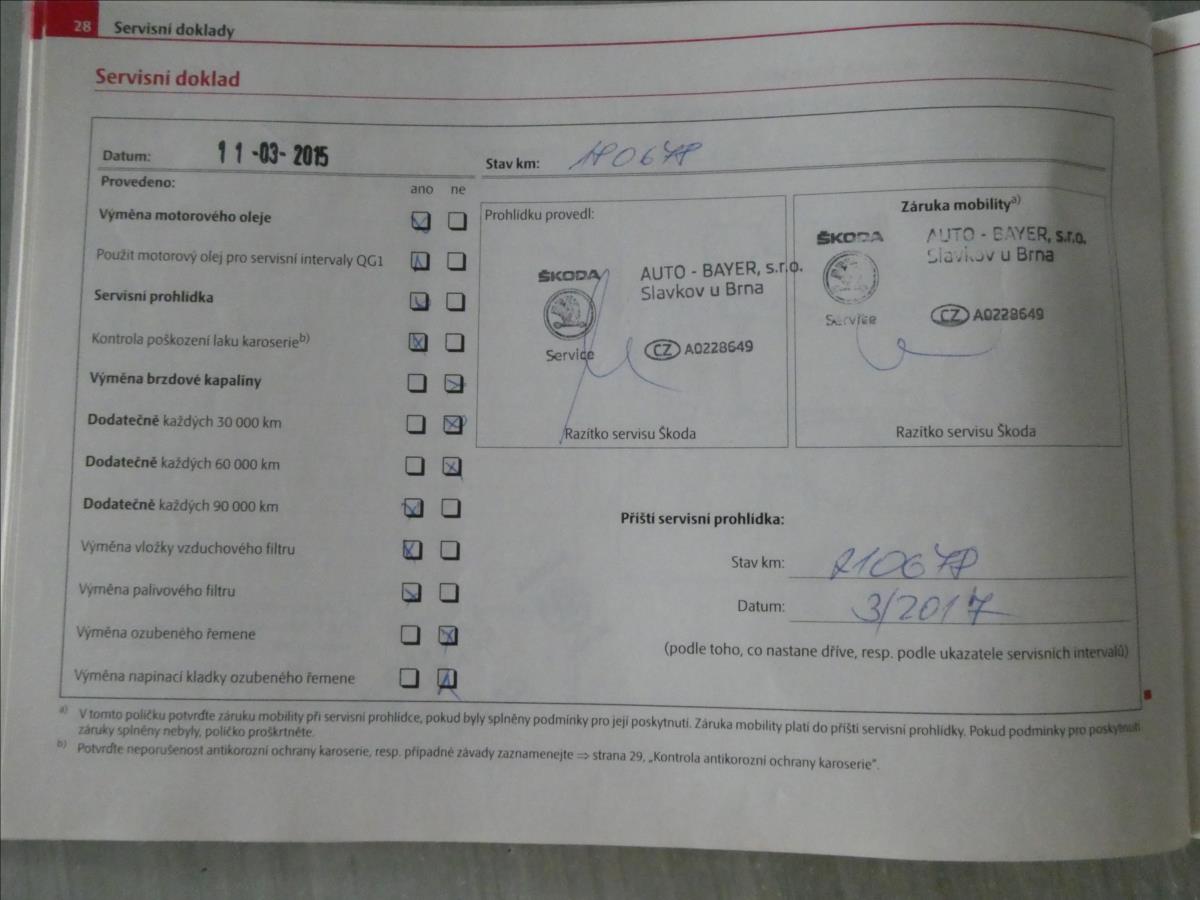 28 Servisní doklady
Servisní doklad
Datum: 11-03-2015
Stav km: 180678
Provedeno:
ano ne
Výměna motorového oleje
Použit motorový olej pro servisní intervaly QG1
Servisní prohlídka
Kontrola poškození laku karoserie b)
Výměna brzdové kapaliny
Dodatečně každých 30 000 km
Dodatečně každých 60 000 km
Dodatečně každých 90 000 km
Výměna vložky vzduchového filtru
Výměna palivového filtru
Výměna ozubeného řemene
Výměna napínací kladky ozubeného řemene
Prohlídku provedl:
ŠKODA
Service
AUTO - BAYER, s.r.o.
Slavkov u Brna
CZ A0228649
Razítko servisu Škoda
Záruka mobility a)
ŠKODA
Service
AUTO - BAYER, s.r.o.
Slavkov u Brna
CZ A0228649
Razítko servisu Škoda
Příští servisní prohlídka:
Stav km: 210678
Datum: 3/2017
(podle toho, co nastane dříve, resp. podle ukazatele servisních intervalů)
a) V tomto políčku potvrďte záruku mobility při servisní prohlídce, pokud byly splněny podmínky pro její poskytnutí. Záruka mobility platí do příští servisní prohlídky. Pokud podmínky pro poskytnutí
záruky splněny nebyly, políčko proškrtněte.
b) Potvrďte neporušenost antikorozní ochrany karoserie, resp. případné závady zaznamenejte ⇒ strana 29, „Kontrola antikorozní ochrany karoserie“.